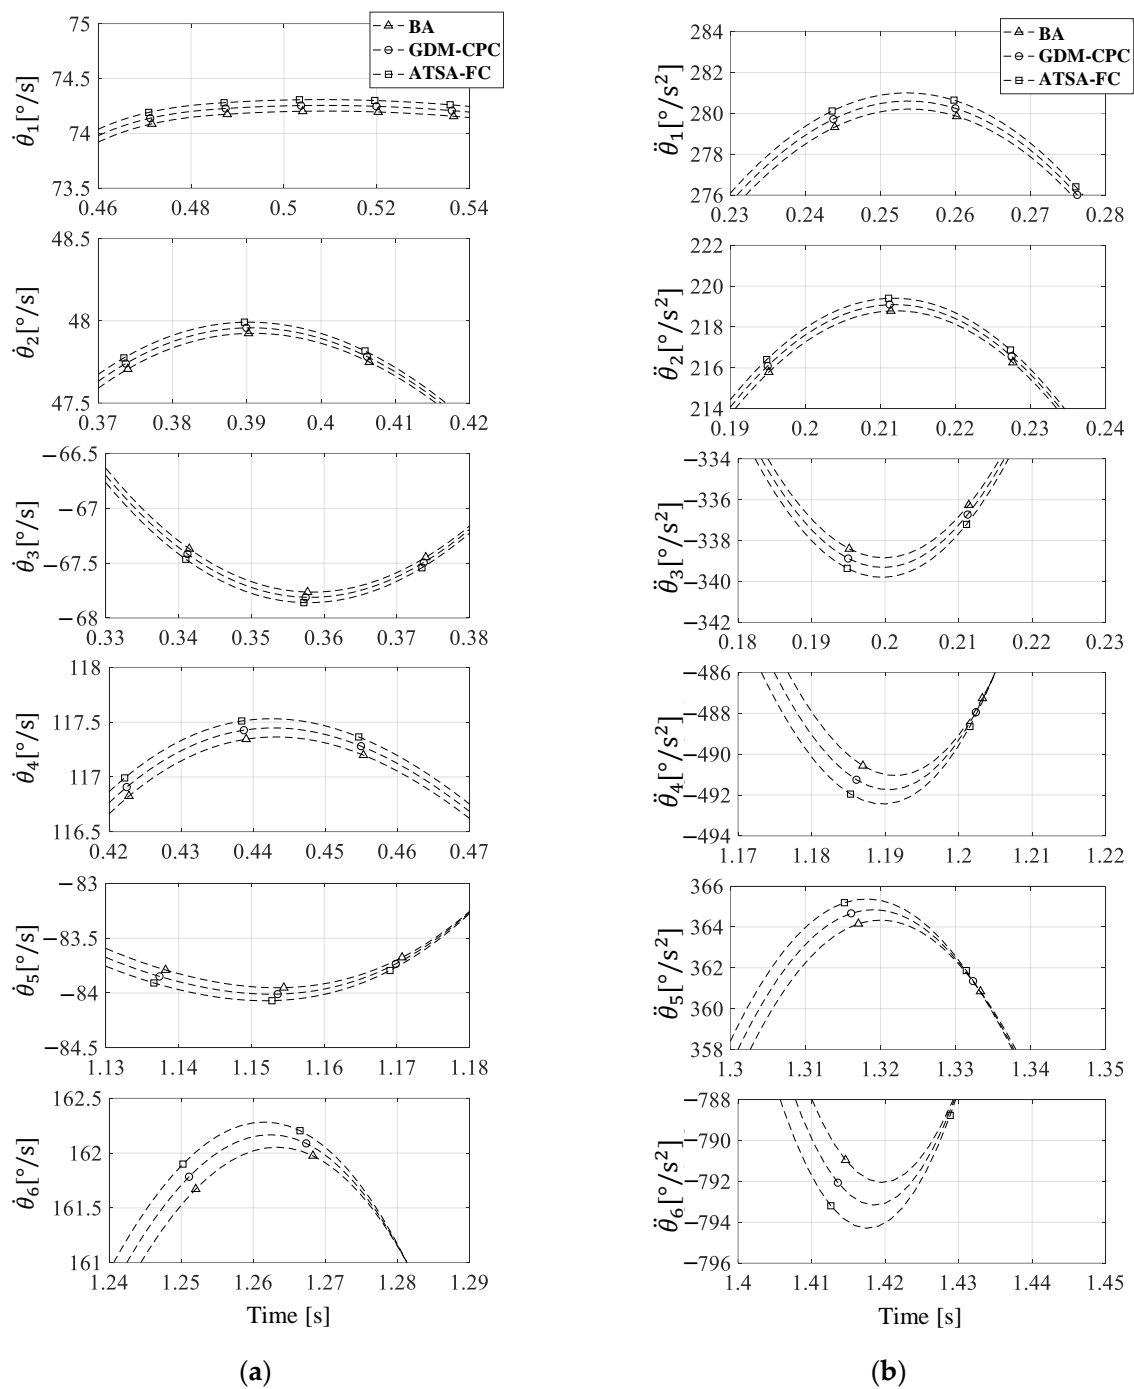 BA
GDM-CPC
ATSA-FC
75
74.5
74
73.5
θ̇₁[°/s]
0.46 0.48 0.5 0.52 0.54
48.5
48
47.5
θ̇₂[°/s]
0.37 0.38 0.39 0.4 0.41 0.42
−66.5
−67
−67.5
−68
θ̇₃[°/s]
0.33 0.34 0.35 0.36 0.37 0.38
118
117.5
117
116.5
θ̇₄[°/s]
0.42 0.43 0.44 0.45 0.46 0.47
−83
−83.5
−84
−84.5
θ̇₅[°/s]
1.13 1.14 1.15 1.16 1.17 1.18
162.5
162
161.5
161
θ̇₆[°/s]
1.24 1.25 1.26 1.27 1.28 1.29
Time [s]
(a)
BA
GDM-CPC
ATSA-FC
284
282
280
278
276
θ̈₁[°/s²]
0.23 0.24 0.25 0.26 0.27 0.28
222
220
218
216
214
θ̈₂[°/s²]
0.19 0.2 0.21 0.22 0.23 0.24
−334
−336
−338
−340
−342
θ̈₃[°/s²]
0.18 0.19 0.2 0.21 0.22 0.23
−486
−488
−490
−492
−494
θ̈₄[°/s²]
1.17 1.18 1.19 1.2 1.21 1.22
366
364
362
360
358
θ̈₅[°/s²]
1.3 1.31 1.32 1.33 1.34 1.35
−788
−790
−792
−794
−796
θ̈₆[°/s²]
1.4 1.41 1.42 1.43 1.44 1.45
Time [s]
(b)